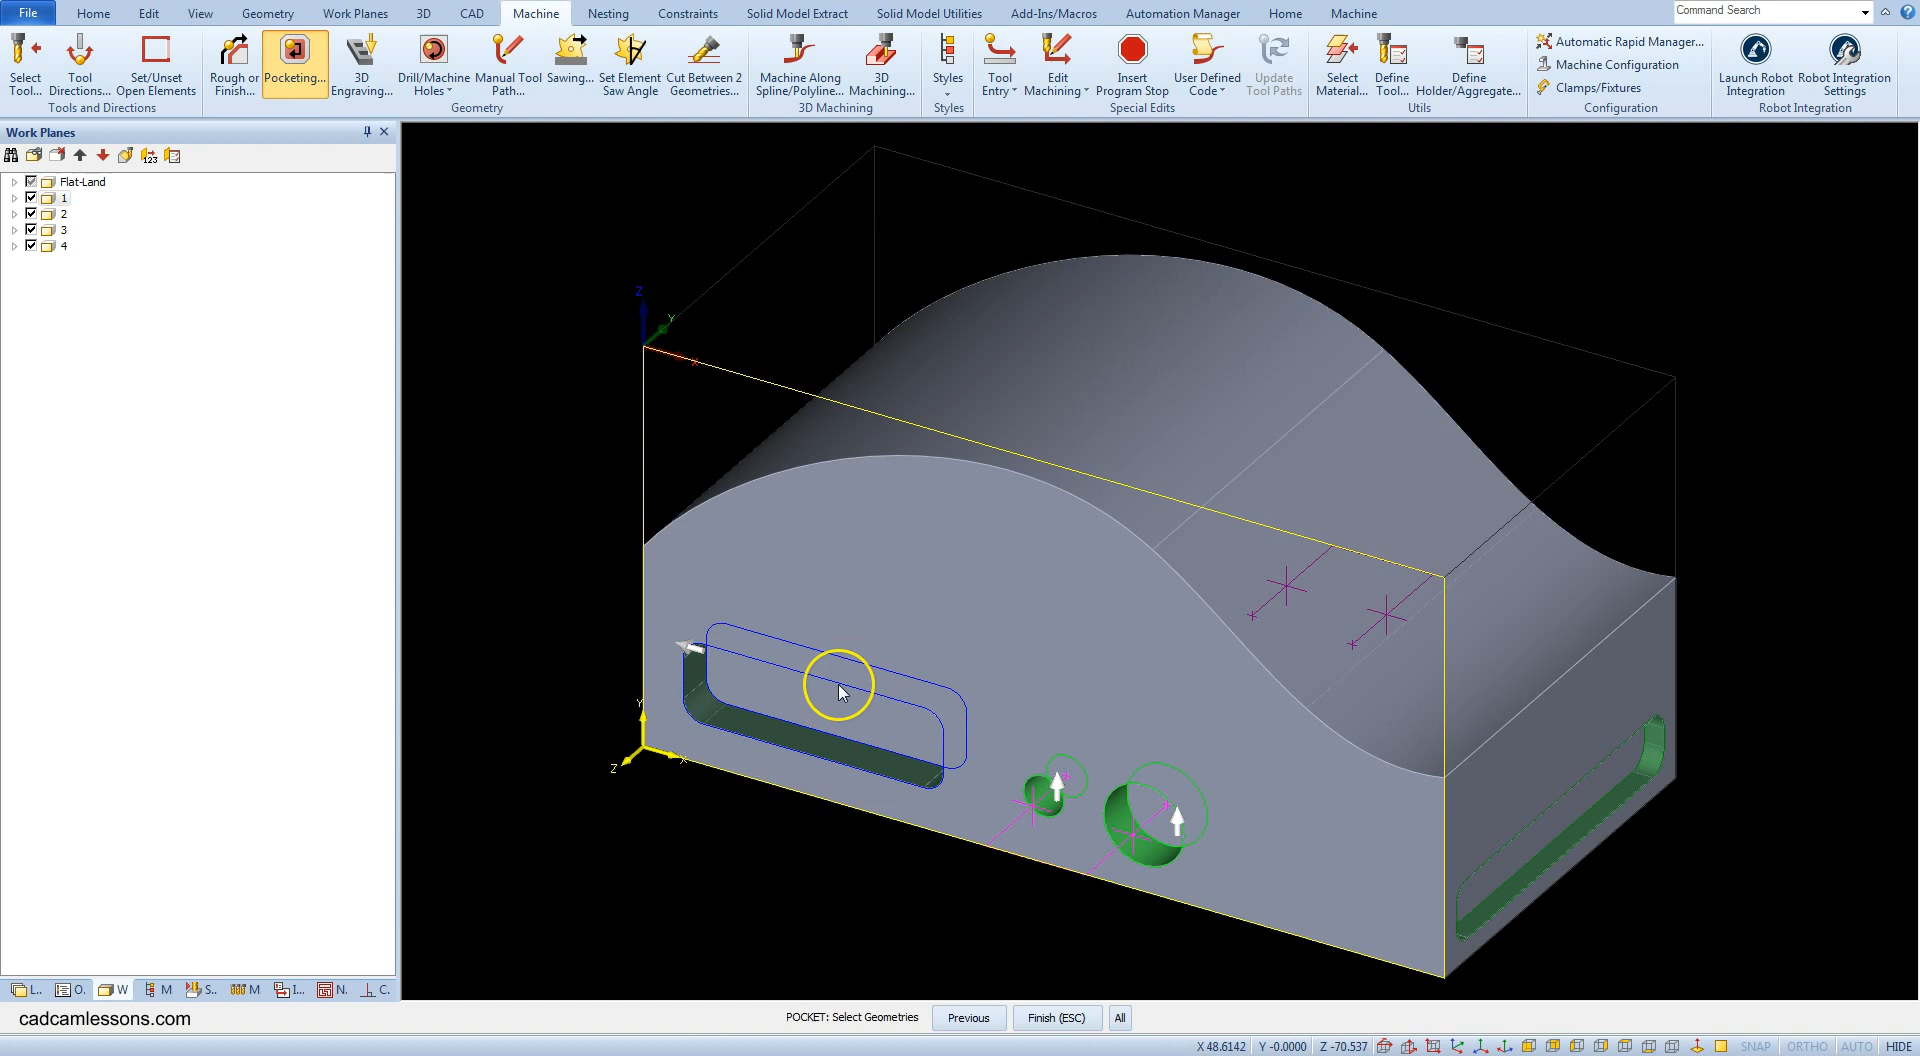 File Home Edit View Geometry Work Planes 3D CAD Machine Nesting Constraints Solid Model Extract Solid Model Utilities Add-Ins/Macros Automation Manager Home Machine Command Search
Select Tool... Tool Directions... Set/Unset Open Elements
Tools and Directions
Rough or Finish... Pocketing... 3D Engraving... Drill/Machine Holes Manual Tool Path... Sawing... Set Element Saw Angle Cut Between 2 Geometries...
Geometry
Machine Along Spline/Polyline... 3D Machining...
3D Machining
Styles
Styles
Tool Entry Edit Machining Insert Program Stop User Defined Code Update Tool Paths
Special Edits
Select Material... Define Tool... Define Holder/Aggregate...
Utils
Automatic Rapid Manager...
Machine Configuration
Clamps/Fixtures
Configuration
Launch Robot Integration Robot Integration Settings
Robot Integration
Work Planes
123
Flat-Land
1
2
3
4
Z
Y
X
Y
Z
X
L.. O. W M S.. M I... N. C.
cadcamlessons.com
POCKET: Select Geometries Previous Finish (ESC) All
X 48.6142 Y -0.0000 Z -70.537 SNAP ORTHO AUTO HIDE